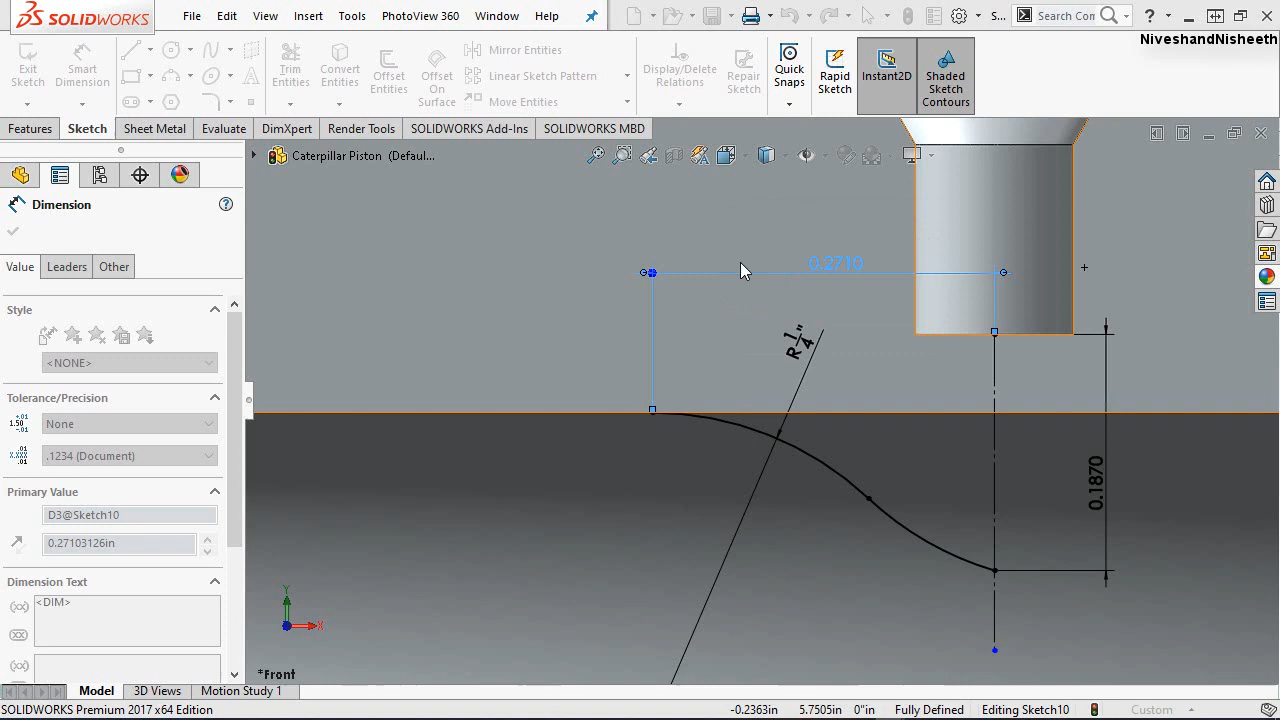 SOLIDWORKS
File Edit View Insert Tools PhotoView 360 Window Help
S...
Search Com
?
NiveshandNisheeth
Exit Sketch
Smart Dimension
Trim Entities
Convert Entities
Offset Entities
Offset On Surface
Mirror Entities
Linear Sketch Pattern
Move Entities
Display/Delete Relations
Repair Sketch
Quick Snaps
Rapid Sketch
Instant2D
Shaded Sketch Contours
Features Sketch Sheet Metal Evaluate DimXpert Render Tools SOLIDWORKS Add-Ins SOLIDWORKS MBD
Caterpillar Piston (Defaul...
Dimension
?
Value Leaders Other
Style
<NONE>
Tolerance/Precision
None
.1234 (Document)
Primary Value
D3@Sketch10
0.27103126in
Dimension Text
<DIM>
0.2710
R1/4"
0.1870
Y
X
*Front
Model 3D Views Motion Study 1
SOLIDWORKS Premium 2017 x64 Edition
-0.2363in 5.7505in 0"in Fully Defined Editing Sketch10 Custom